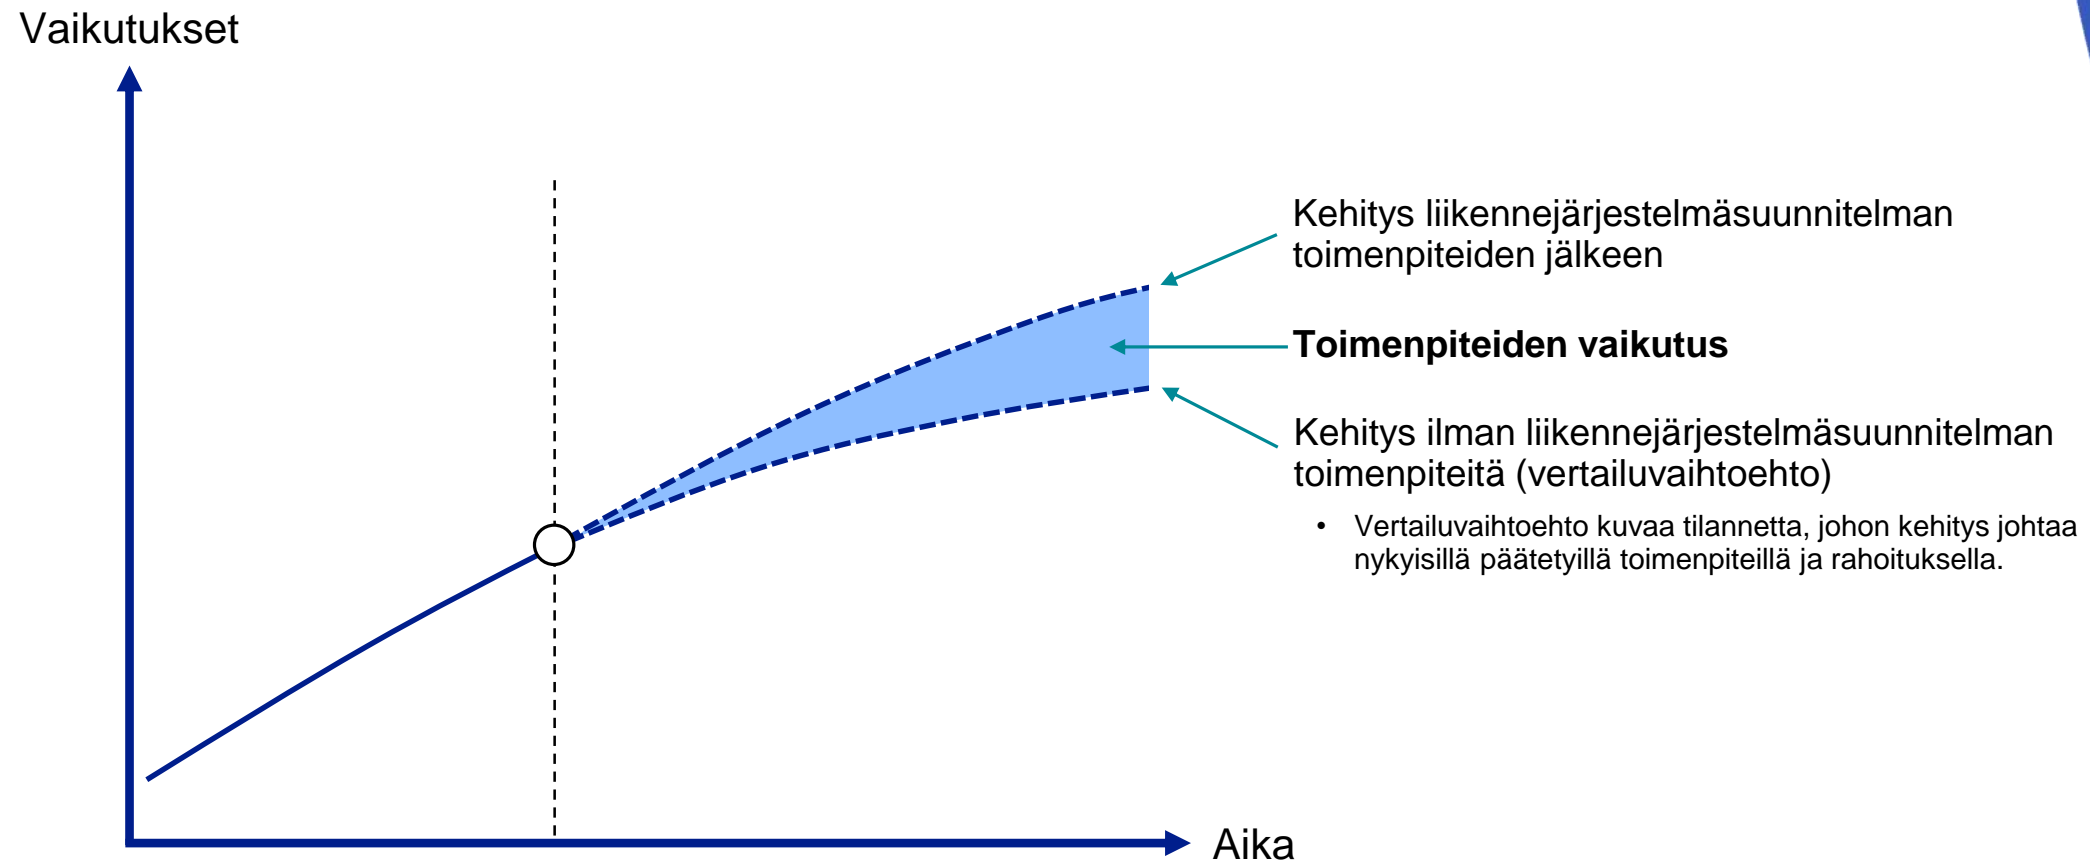 Vaikutukset
Kehitys liikennejärjestelmäsuunnitelman
toimenpiteiden jälkeen
Toimenpiteiden vaikutus
Kehitys ilman liikennejärjestelmäsuunnitelman
toimenpiteitä (vertailuvaihtoehto)
• Vertailuvaihtoehto kuvaa tilannetta, johon kehitys johtaa
nykyisillä päätetyillä toimenpiteillä ja rahoituksella.
Aika